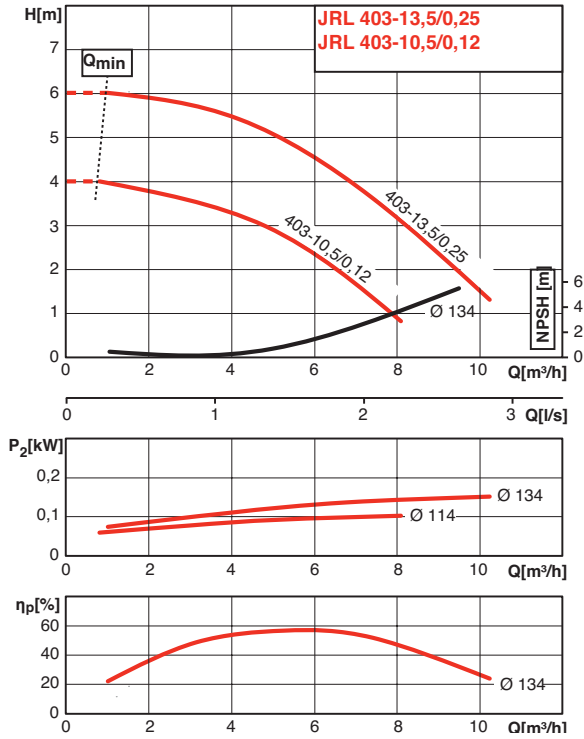 H[m]
JRL 403-13,5/0,25
JRL 403-10,5/0,12
7
Qmin
6
5
4
3
2
1
0
403-13,5/0,25
403-10,5/0,12
Ø 134
NPSH [m]
6
4
2
0
0 2 4 6 8 10 Q[m³/h]
0 1 2 3 Q[l/s]
P2[kW]
0,2
0,1
0
Ø 134
Ø 114
0 2 4 6 8 10 Q[m³/h]
ηp[%]
60
40
20
0
Ø 134
0 2 4 6 8 10 Q[m³/h]